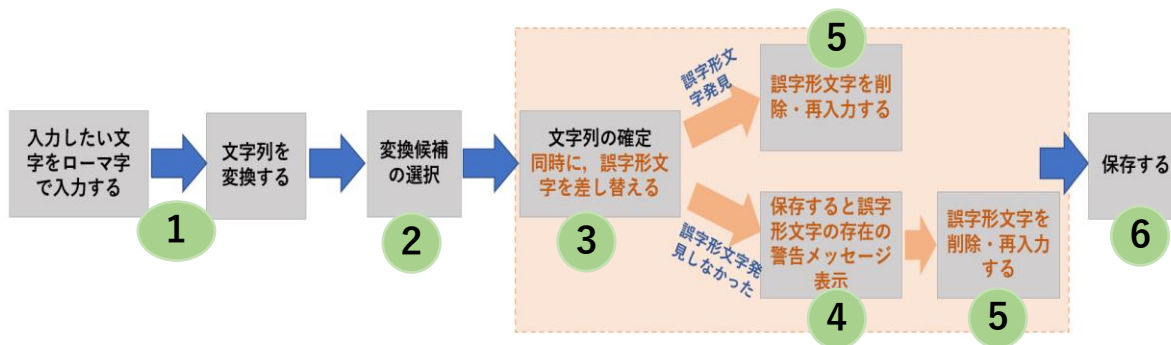 入力したい文
字をローマ字
で入力する
1
文字列を
変換する
変換候補
の選択
2
文字列の確定
同時に，誤字形文
字を差し替える
3
誤字形文
字発見
5
誤字形文字を削
除・再入力する
誤字形文字発
見しなかった
保存すると誤字
形文字の存在の
警告メッセージ
表示
4
誤字形文字を
削除・再入力
する
5
保存する
6